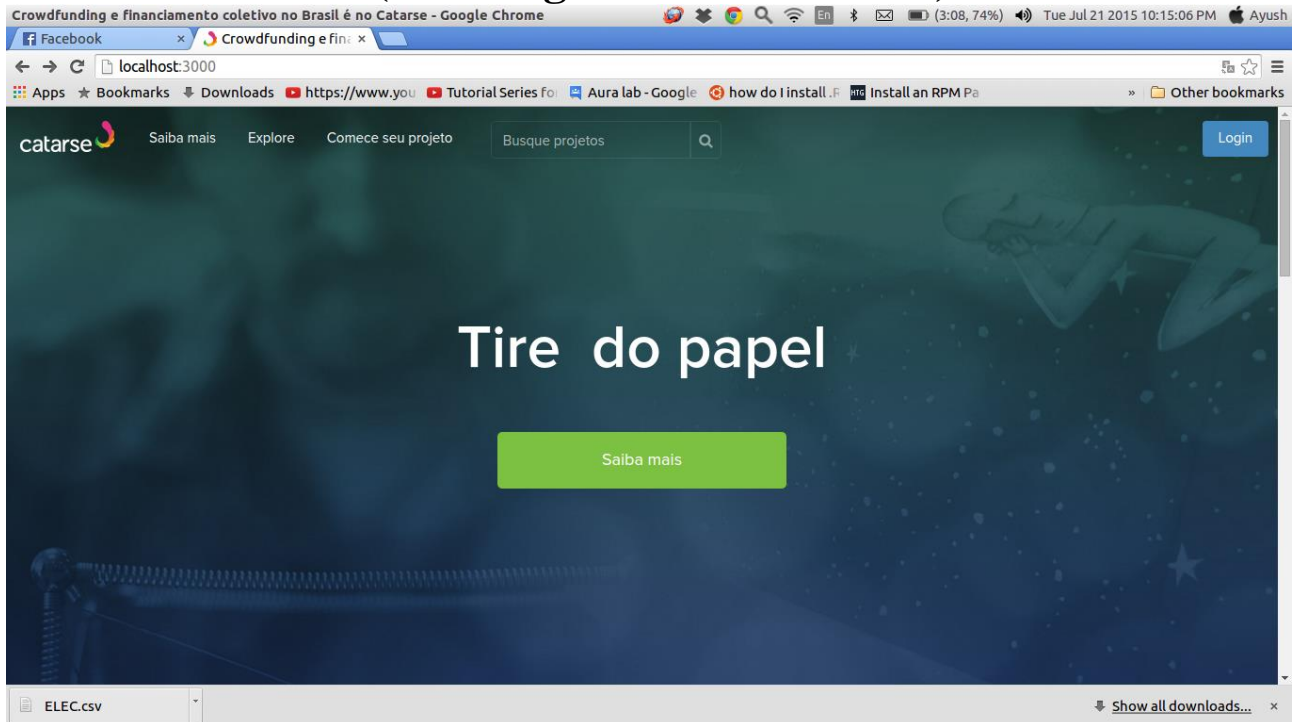 Crowdfunding e financiamento coletivo no Brasil é no Catarse - Google Chrome En (3:08, 74%) Tue Jul 21 2015 10:15:06 PM Ayush
Facebook × Crowdfunding e fin ×
localhost:3000
Apps Bookmarks Downloads https://www.you Tutorial Series fo Aura lab - Google how do I install .R HTG Install an RPM Pa » Other bookmarks
catarse Saiba mais Explore Comece seu projeto Busque projetos Login
Tire do papel
Saiba mais
ELEC.csv Show all downloads... ×